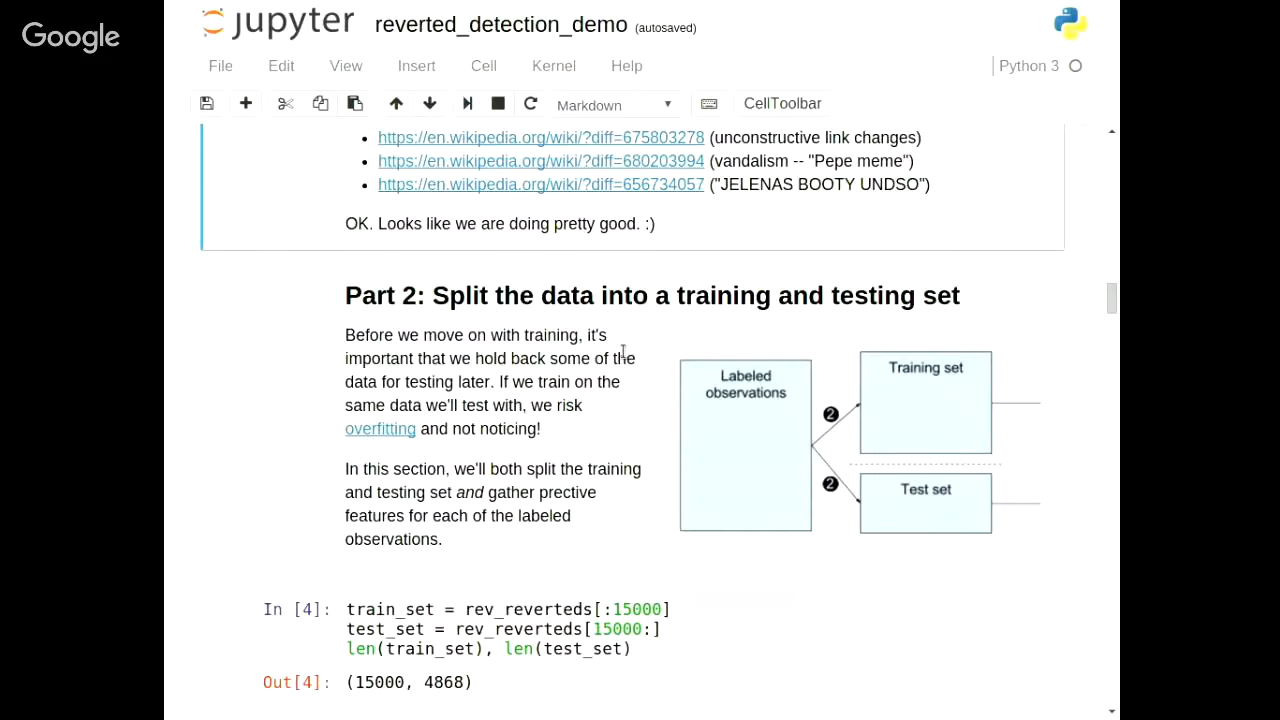 Google
jupyter reverted_detection_demo (autosaved)
File Edit View Insert Cell Kernel Help Python 3
Markdown CellToolbar
https://en.wikipedia.org/wiki/?diff=675803278 (unconstructive link changes)
https://en.wikipedia.org/wiki/?diff=680203994 (vandalism -- "Pepe meme")
https://en.wikipedia.org/wiki/?diff=656734057 ("JELENAS BOOTY UNDSO")
OK. Looks like we are doing pretty good. :)
Part 2: Split the data into a training and testing set
Before we move on with training, it's
important that we hold back some of the
data for testing later. If we train on the
same data we'll test with, we risk
overfitting and not noticing!
In this section, we'll both split the training
and testing set and gather prective
features for each of the labeled
observations.
Labeled
observations
2
Training set
2
Test set
In [4]: train_set = rev_reverteds[:15000]
test_set = rev_reverteds[15000:]
len(train_set), len(test_set)
Out[4]: (15000, 4868)